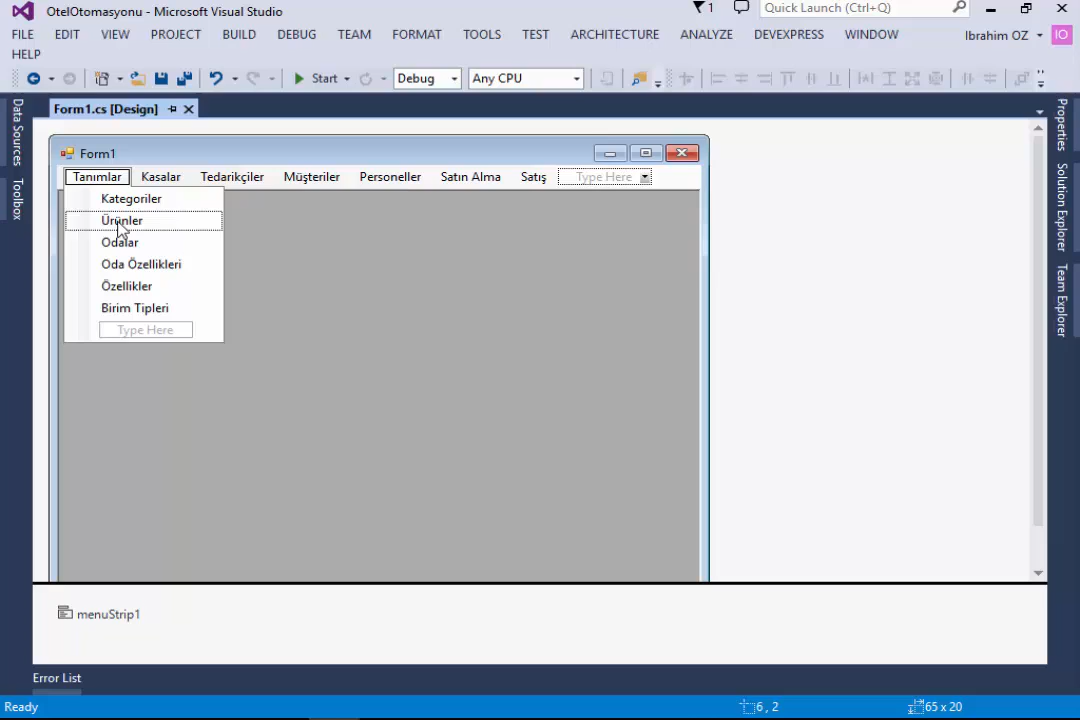 OtelOtomasyonu - Microsoft Visual Studio
1
Quick Launch (Ctrl+Q)
FILE EDIT VIEW PROJECT BUILD DEBUG TEAM FORMAT TOOLS TEST ARCHITECTURE ANALYZE DEVEXPRESS WINDOW
Ibrahim OZ IO
HELP
Start Debug Any CPU
Data Sources
Toolbox
Form1.cs [Design]
Form1
Tanımlar Kasalar Tedarikçiler Müşteriler Personeller Satın Alma Satış Type Here
Kategoriler
Ürünler
Odalar
Oda Özellikleri
Özellikler
Birim Tipleri
Type Here
Properties
Solution Explorer
Team Explorer
menuStrip1
Error List
Ready 6 , 2 65 x 20